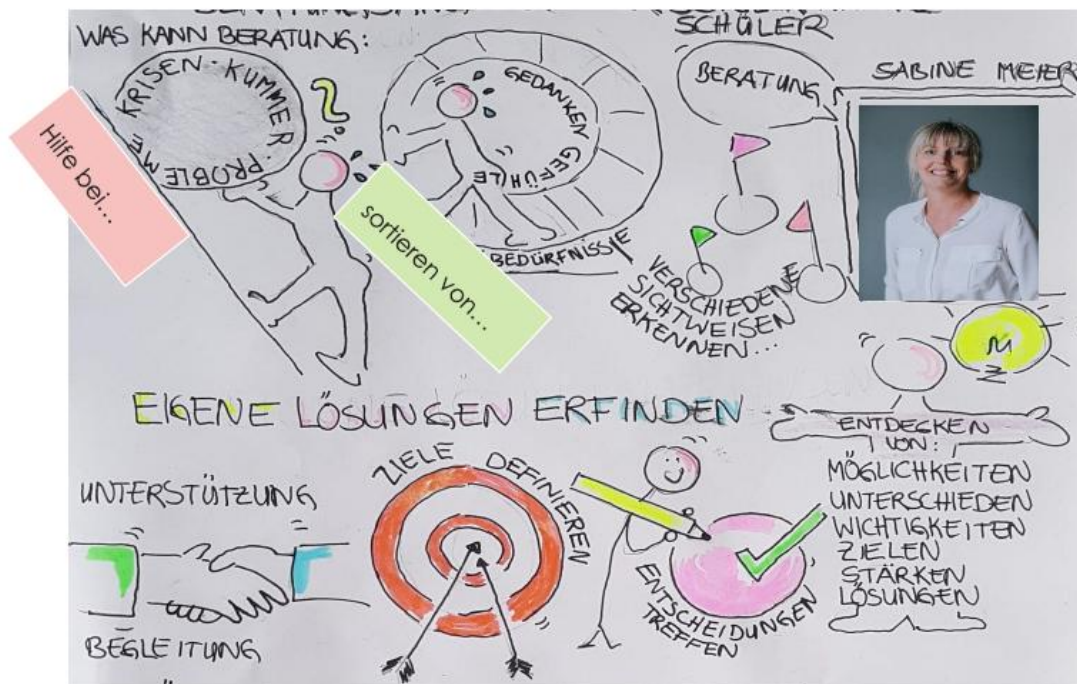 SCHÜLER
WAS KANN BERATUNG:
KRISEN · KUMMER · PROBLEME
Hilfe bei...
GEDANKEN GEFÜHLE
BEDÜRFNISSE
sortieren von...
BERATUNG
VERSCHIEDENE
SICHTWEISEN
ERKENNEN...
SABINE MEIER
EIGENE LÖSUNGEN ERFINDEN
ENTDECKEN
VON:
MÖGLICHKEITEN
UNTERSCHIEDEN
WICHTIGKEITEN
ZIELEN
STÄRKEN
LÖSUNGEN
UNTERSTÜTZUNG
BEGLEITUNG
ZIELE DEFINIEREN
ENTSCHEIDUNGEN
TREFFEN